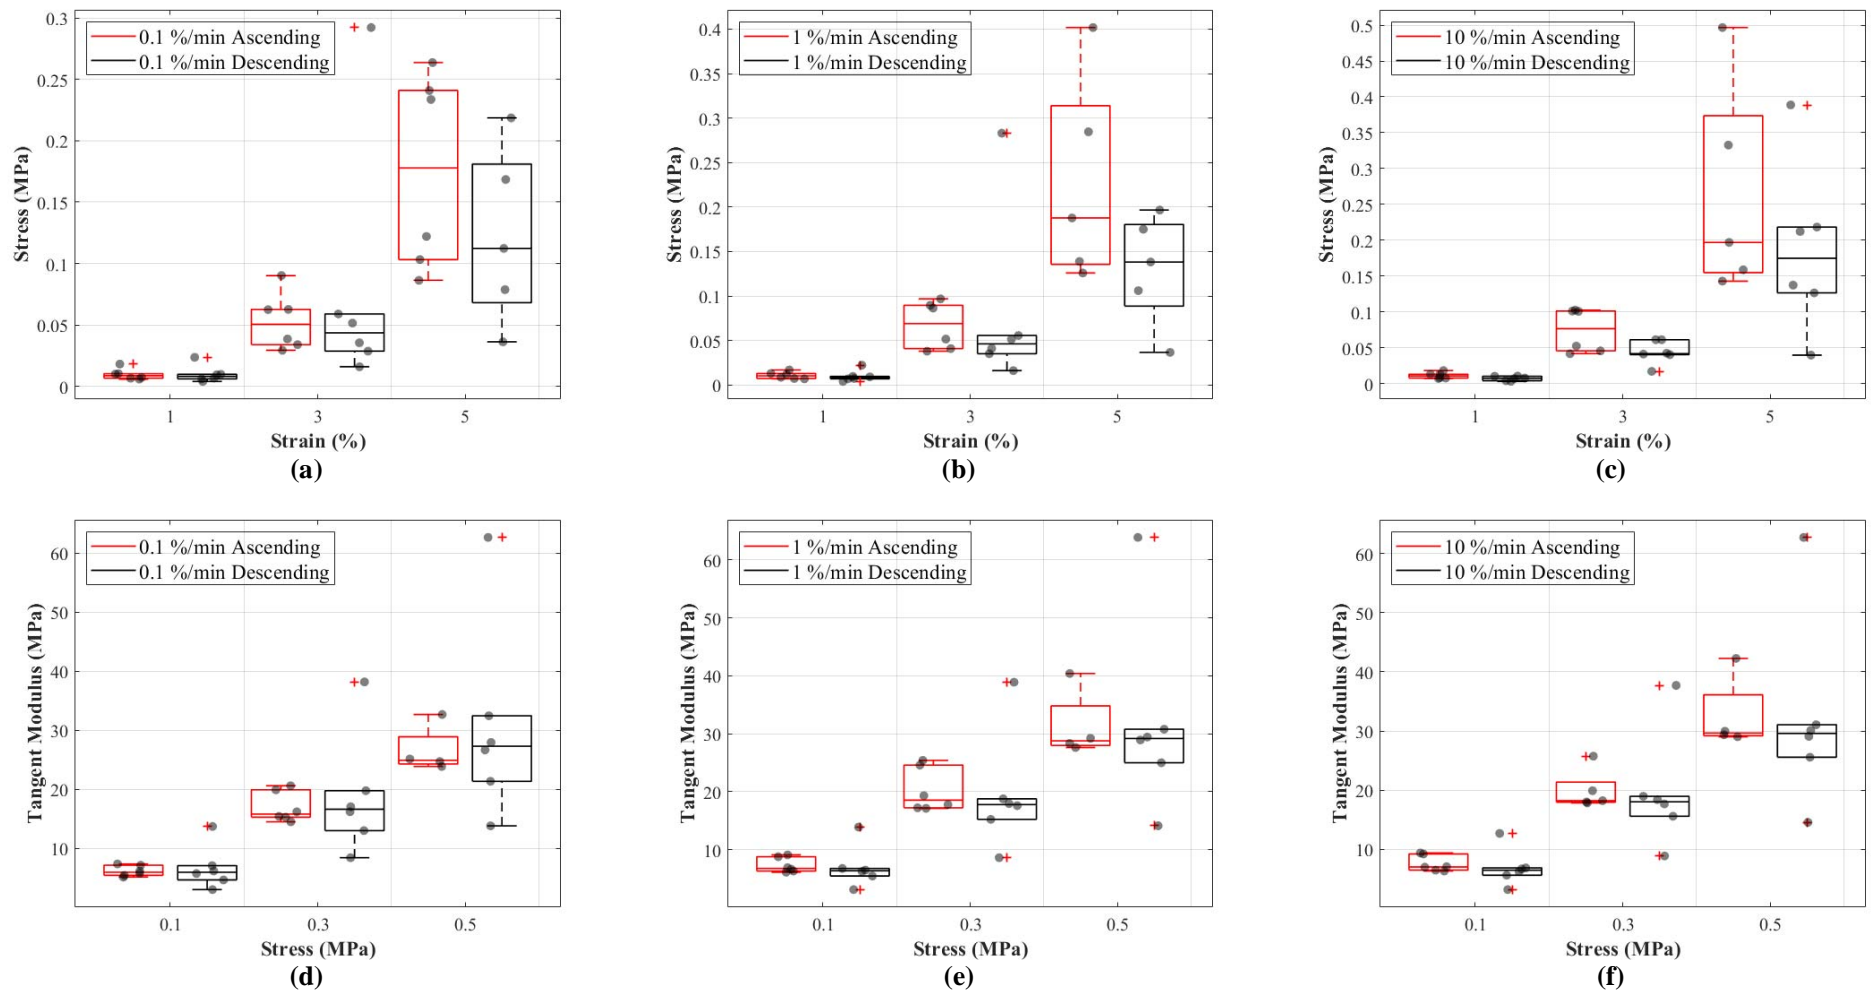 0.3
0.25
0.2
0.15
0.1
0.05
0
Stress (MPa)
0.1 %/min Ascending
0.1 %/min Descending
1 3 5
Strain (%)
(a)
0.4
0.35
0.3
0.25
0.2
0.15
0.1
0.05
0
Stress (MPa)
1 %/min Ascending
1 %/min Descending
1 3 5
Strain (%)
(b)
0.5
0.45
0.4
0.35
0.3
0.25
0.2
0.15
0.1
0.05
0
Stress (MPa)
10 %/min Ascending
10 %/min Descending
1 3 5
Strain (%)
(c)
60
50
40
30
20
10
Tangent Modulus (MPa)
0.1 %/min Ascending
0.1 %/min Descending
0.1 0.3 0.5
Stress (MPa)
(d)
60
50
40
30
20
10
Tangent Modulus (MPa)
1 %/min Ascending
1 %/min Descending
0.1 0.3 0.5
Stress (MPa)
(e)
60
50
40
30
20
10
Tangent Modulus (MPa)
10 %/min Ascending
10 %/min Descending
0.1 0.3 0.5
Stress (MPa)
(f)